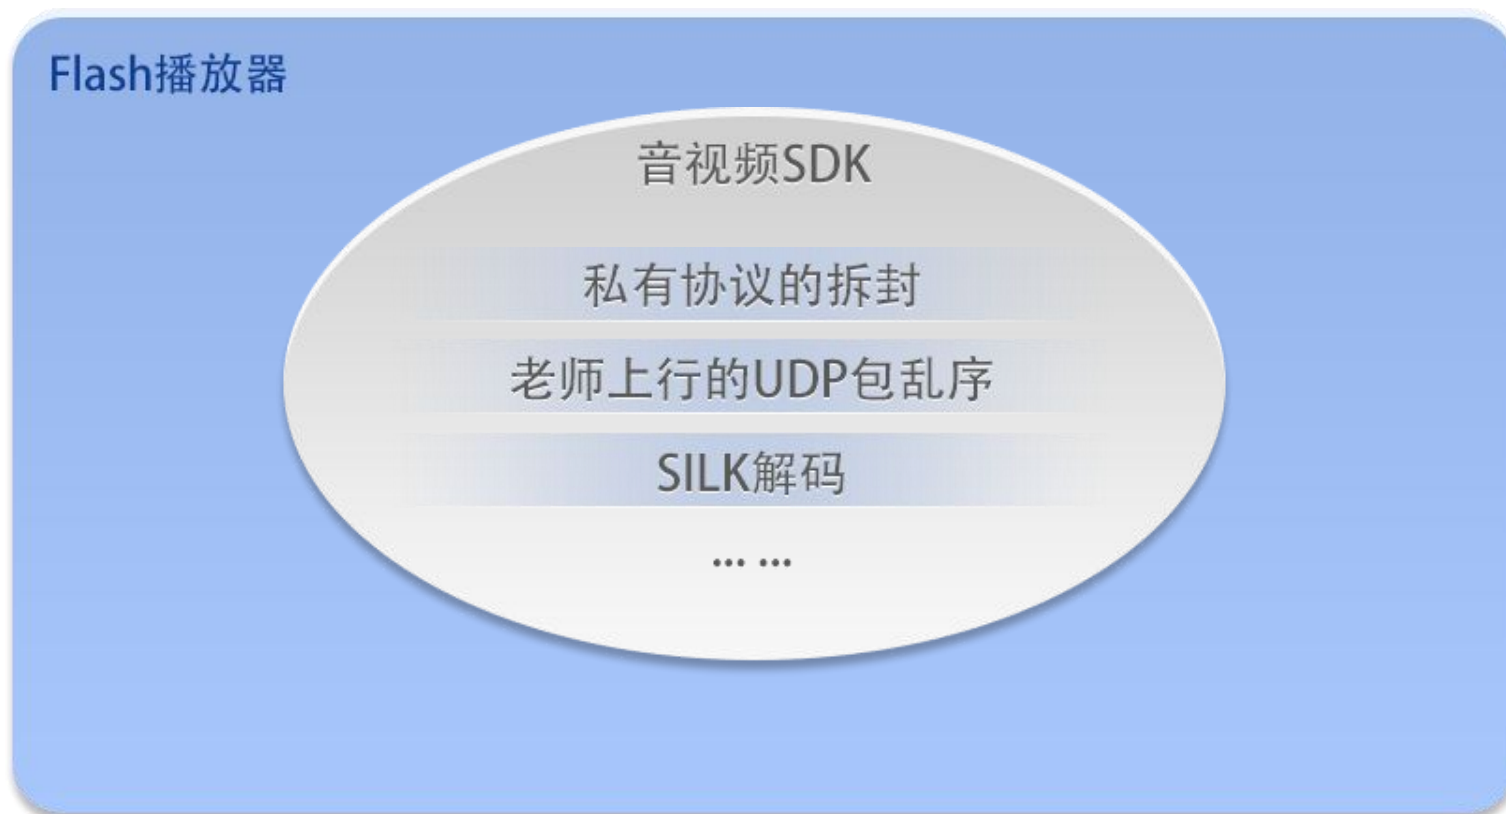 Flash播放器
音视频SDK
私有协议的拆封
老师上行的UDP包乱序
SILK解码
... ...